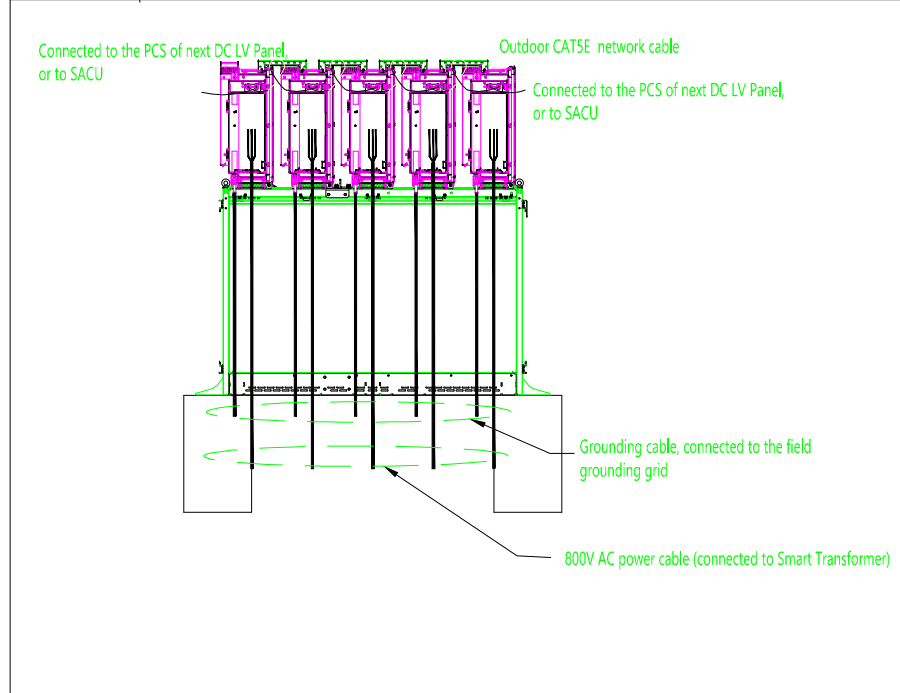 Connected to the PCS of next DC LV Panel,
or to SACU
Outdoor CAT5E network cable
Connected to the PCS of next DC LV Panel,
or to SACU
Grounding cable, connected to the field
grounding grid
800V AC power cable (connected to Smart Transformer)